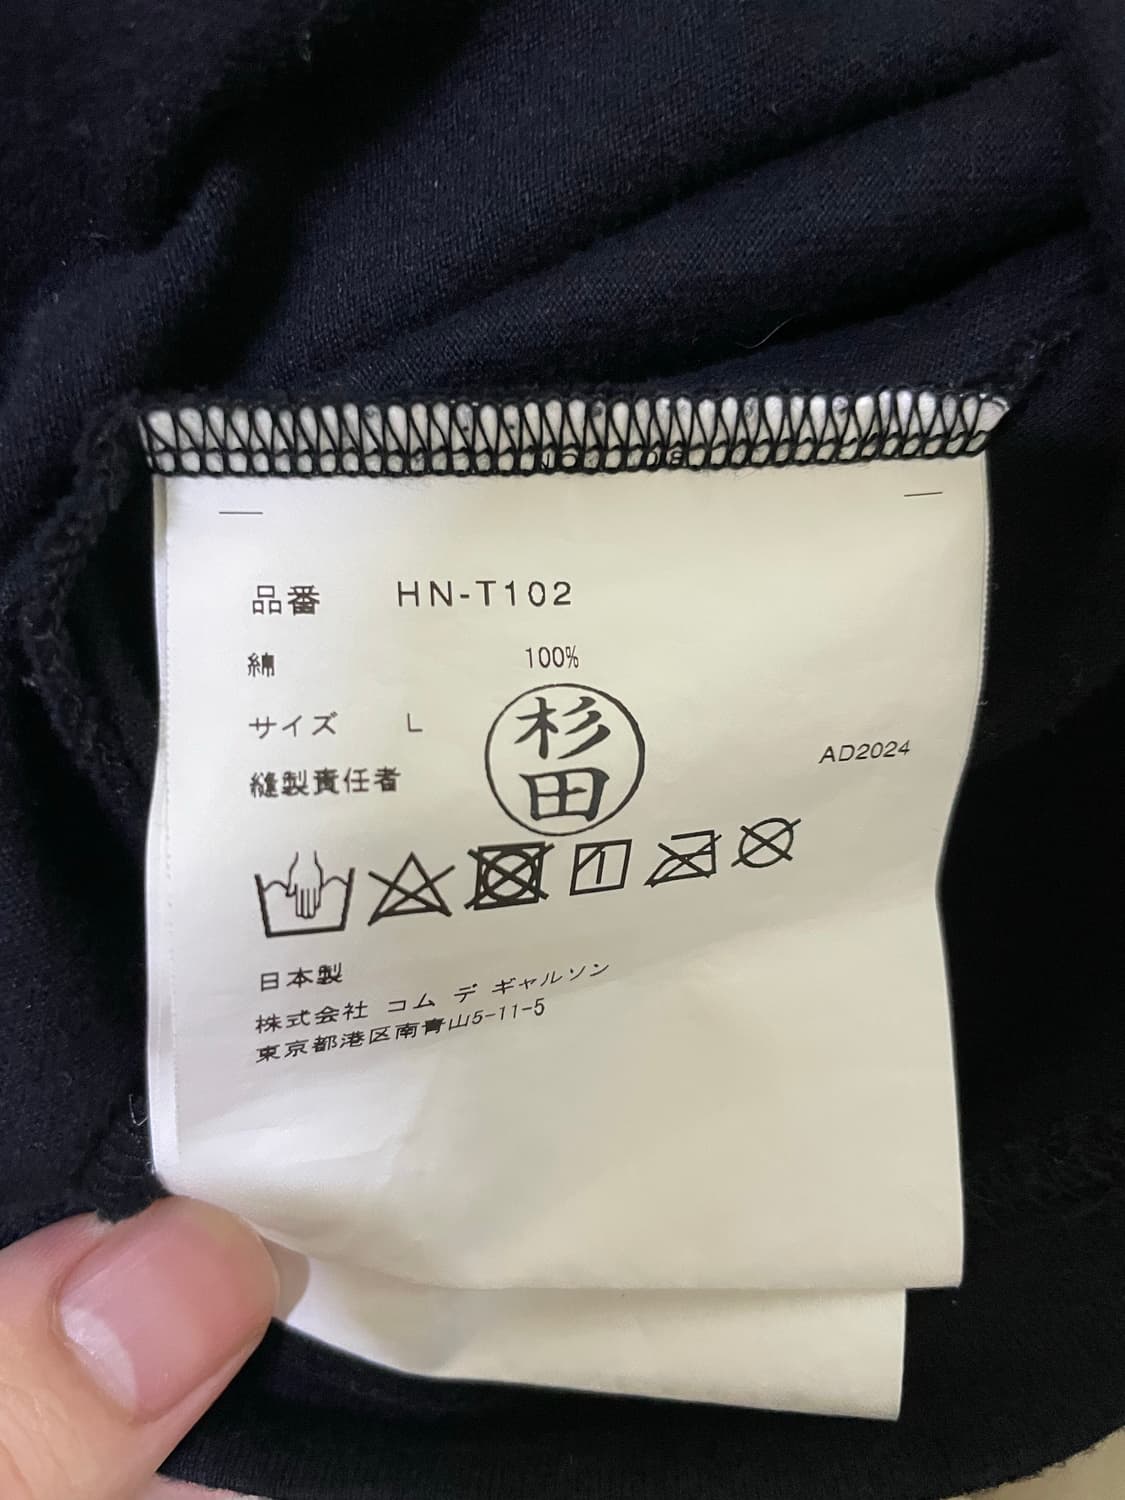 品番 HN-T102
綿 100%
サイズ L
縫製責任者 杉田
AD2024
日本製
株式会社 コム デ ギャルソン
東京都港区南青山5-11-5